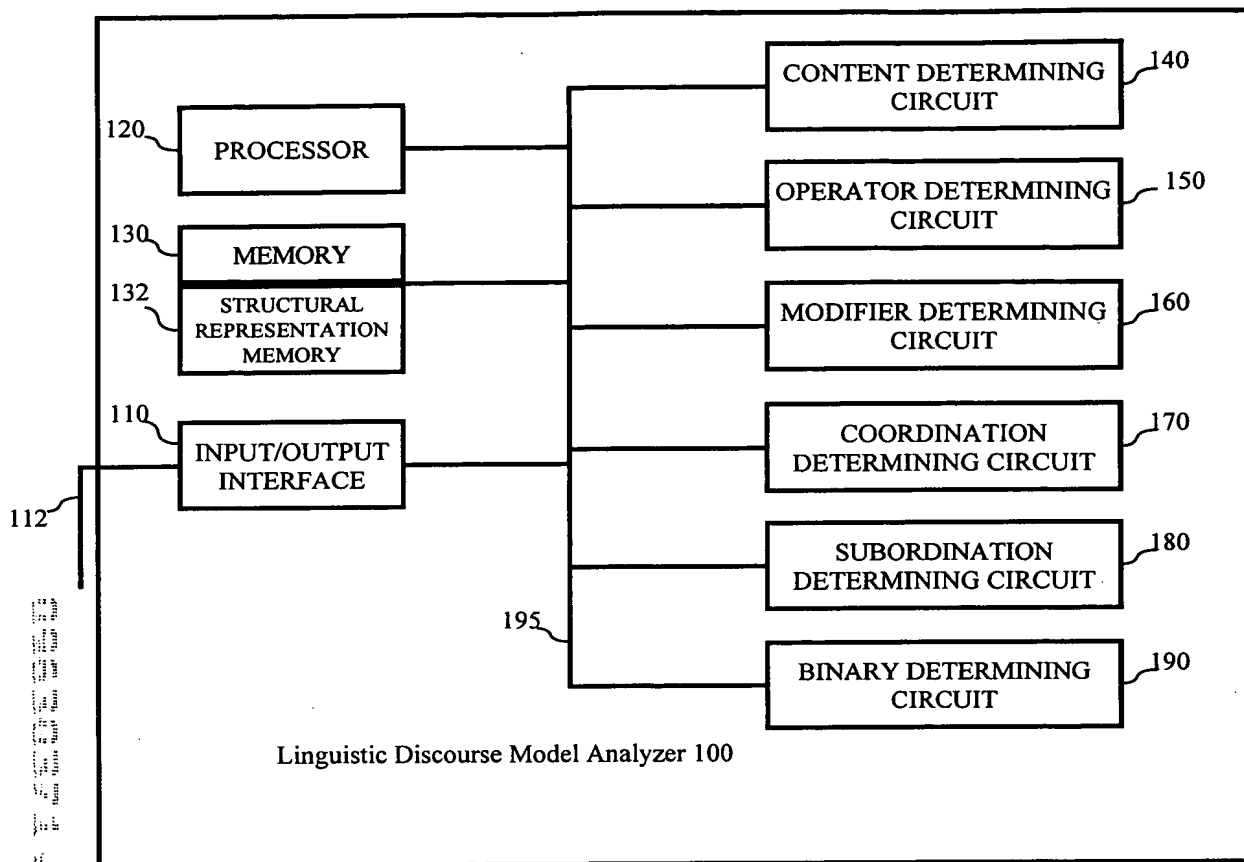 CONTENT DETERMINING
CIRCUIT
140
120
PROCESSOR
OPERATOR DETERMINING
CIRCUIT
150
130
MEMORY
132
STRUCTURAL
REPRESENTATION
MEMORY
MODIFIER DETERMINING
CIRCUIT
160
110
INPUT/OUTPUT
INTERFACE
112
COORDINATION
DETERMINING CIRCUIT
170
SUBORDINATION
DETERMINING CIRCUIT
180
195
BINARY DETERMINING
CIRCUIT
190
Linguistic Discourse Model Analyzer 100